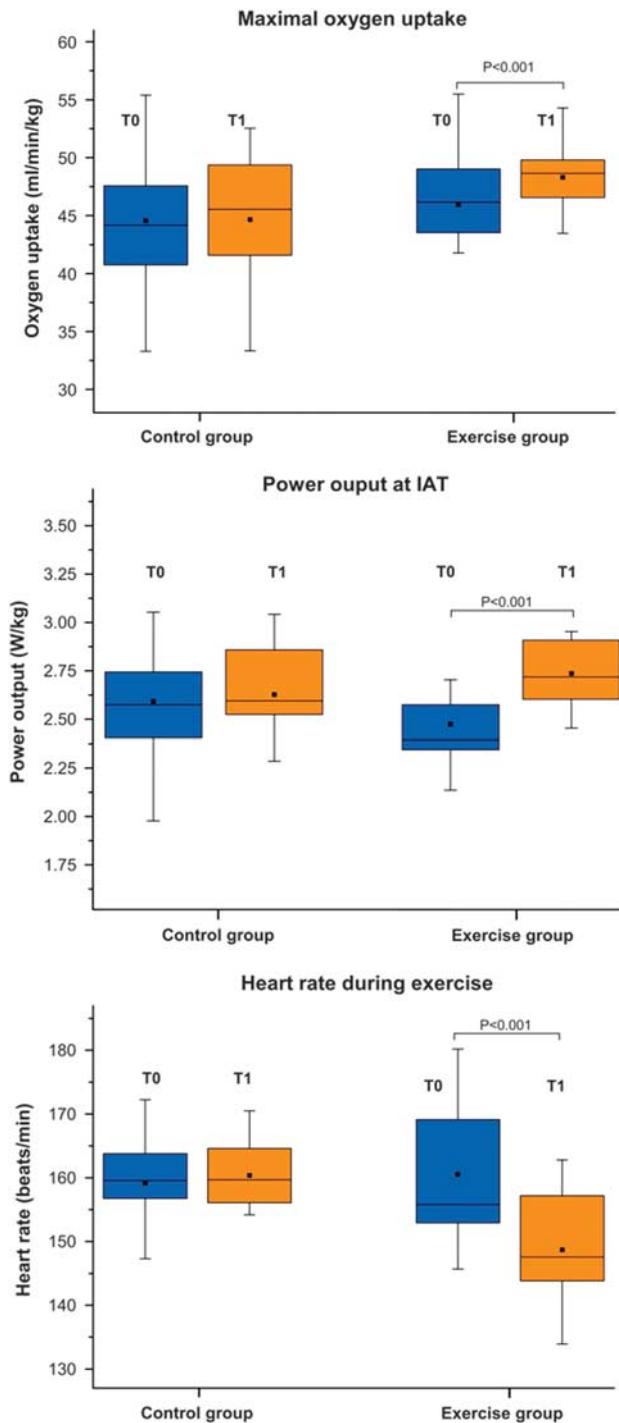 Maximal oxygen uptake
Oxygen uptake (ml/min/kg)
60
55
50
45
40
35
30
P<0.001
T0
T1
T0
T1
Control group
Exercise group
Power ouput at IAT
Power output (W/kg)
3.50
3.25
3.00
2.75
2.50
2.25
2.00
1.75
T0
T1
T0
T1
P<0.001
Control group
Exercise group
Heart rate during exercise
Heart rate (beats/min)
180
170
160
150
140
130
P<0.001
T0
T1
T0
T1
Control group
Exercise group